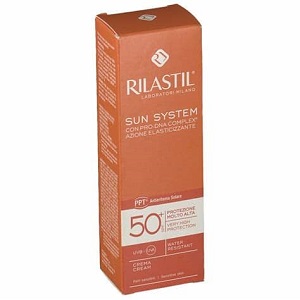 RILASTIL
LABORATORI MILANO
SUN SYSTEM
CON PRO-DNA COMPLEX®
AZIONE ELASTICIZZANTE
PPT®
50+
PROTEZIONE
MOLTO ALTA
VERY HIGH
PROTECTION
UVB UVA
WATER
RESISTANT
CREMA
CREAM